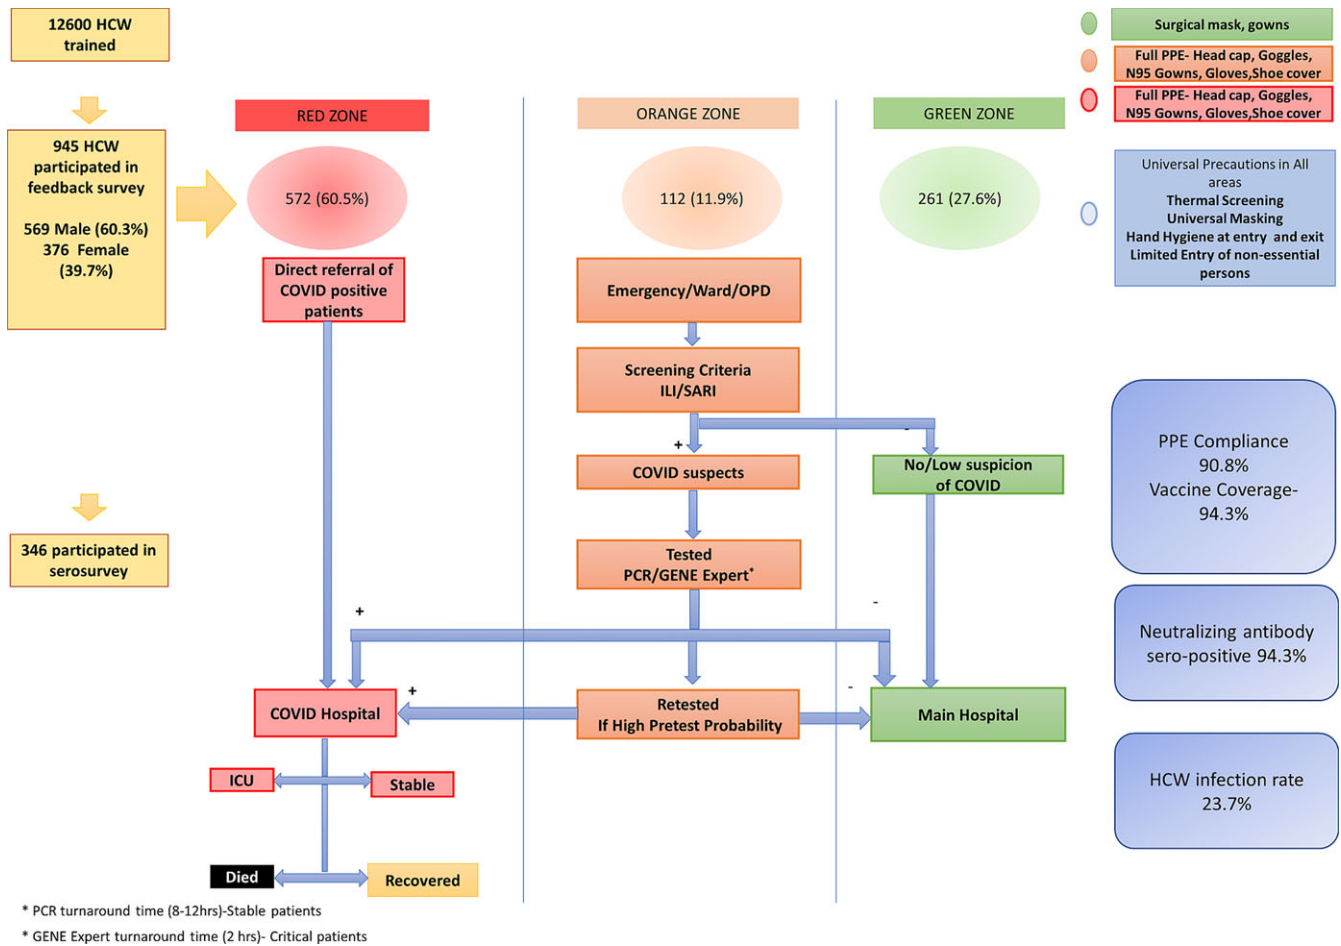 12600 HCW
trained
945 HCW
participated in
feedback survey
569 Male (60.3%)
376 Female
(39.7%)
346 participated in
serosurvey
RED ZONE
572 (60.5%)
Direct referral of
COVID positive
patients
ORANGE ZONE
112 (11.9%)
Emergency/Ward/OPD
Screening Criteria
ILI/SARI
+
-
COVID suspects
Tested
PCR/GENE Expert*
+
-
Retested
If High Pretest Probability
+
-
GREEN ZONE
261 (27.6%)
No/Low suspicion
of COVID
Main Hospital
COVID Hospital
ICU
Stable
Died
Recovered
Surgical mask, gowns
Full PPE- Head cap, Goggles,
N95 Gowns, Gloves,Shoe cover
Full PPE- Head cap, Goggles,
N95 Gowns, Gloves,Shoe cover
Universal Precautions in All
areas
Thermal Screening
Universal Masking
Hand Hygiene at entry and exit
Limited Entry of non-essential
persons
PPE Compliance
90.8%
Vaccine Coverage-
94.3%
Neutralizing antibody
sero-positive 94.3%
HCW infection rate
23.7%
* PCR turnaround time (8-12hrs)-Stable patients
* GENE Expert turnaround time (2 hrs)- Critical patients